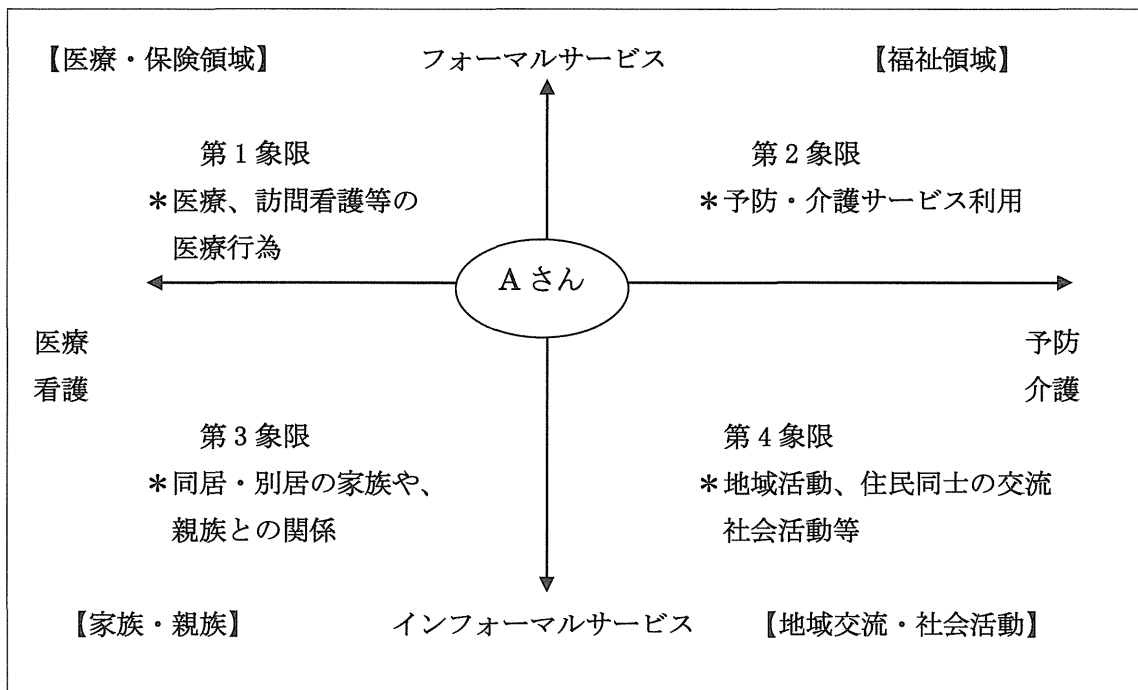 【医療・保険領域】 フォーマルサービス 【福祉領域】
第1象限
＊医療、訪問看護等の
医療行為
第2象限
＊予防・介護サービス利用
Aさん
医療
看護
予防
介護
第3象限
＊同居・別居の家族や、
親族との関係
第4象限
＊地域活動、住民同士の交流
社会活動等
【家族・親族】 インフォーマルサービス 【地域交流・社会活動】